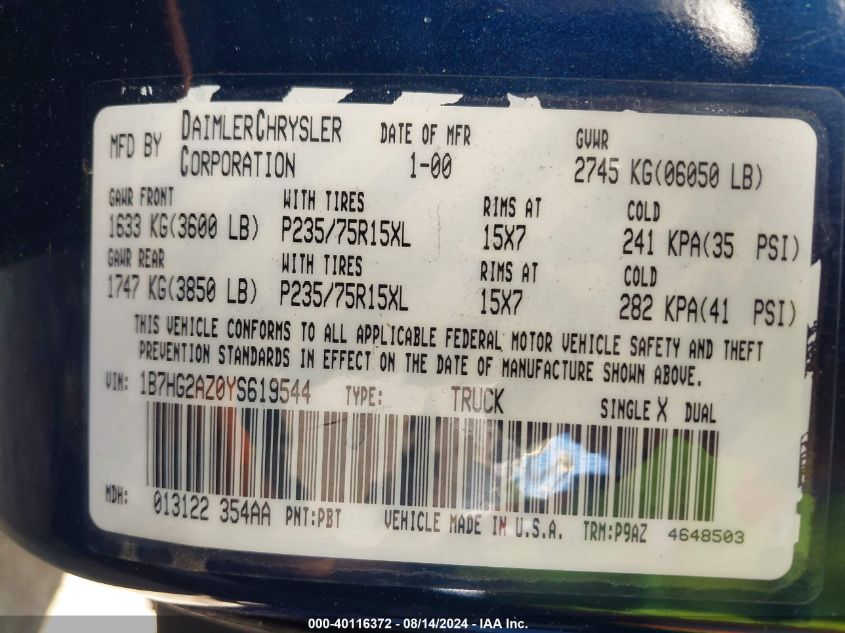 MFD BY DAIMLERCHRYSLER CORPORATION DATE OF MFR 1-00 GVWR 2745 KG(06050 LB)
GAWR FRONT WITH TIRES RIMS AT COLD
1633 KG(3600 LB) P235/75R15XL 15X7 241 KPA(35 PSI)
GAWR REAR WITH TIRES RIMS AT COLD
1747 KG(3850 LB) P235/75R15XL 15X7 282 KPA(41 PSI)
THIS VEHICLE CONFORMS TO ALL APPLICABLE FEDERAL MOTOR VEHICLE SAFETY AND THEFT
PREVENTION STANDARDS IN EFFECT ON THE DATE OF MANUFACTURE SHOWN ABOVE.
VIN: 1B7HG2AZ0YS619544 TYPE: TRUCK SINGLE X DUAL
MDH: 013122 354AA PNT:PBT VEHICLE MADE IN U.S.A. TRM:P9AZ 4648503
000-40116372 - 08/14/2024 - IAA Inc.